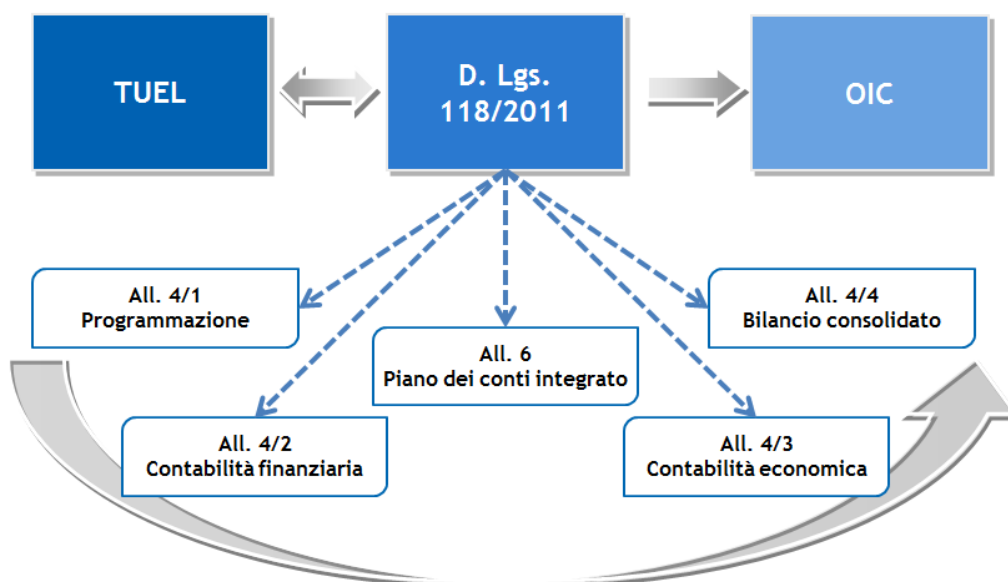 TUEL
D. Lgs.
118/2011
OIC
All. 4/1
Programmazione
All. 4/4
Bilancio consolidato
All. 6
Piano dei conti integrato
All. 4/2
Contabilità finanziaria
All. 4/3
Contabilità economica